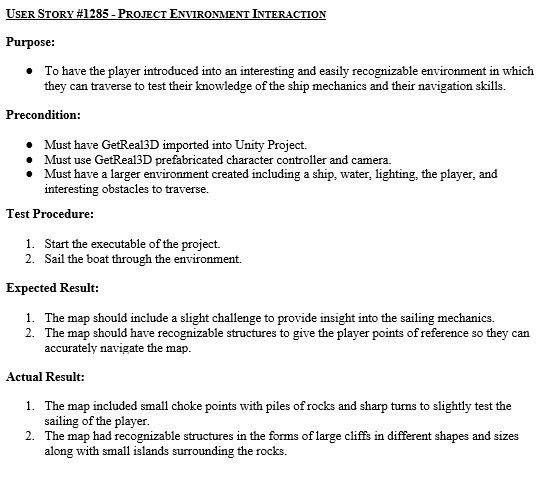 USER STORY #1285 - PROJECT ENVIRONMENT INTERACTION
Purpose:
● To have the player introduced into an interesting and easily recognizable environment in which
they can traverse to test their knowledge of the ship mechanics and their navigation skills.
Precondition:
● Must have GetReal3D imported into Unity Project.
● Must use GetReal3D prefabricated character controller and camera.
● Must have a larger environment created including a ship, water, lighting, the player, and
interesting obstacles to traverse.
Test Procedure:
1. Start the executable of the project.
2. Sail the boat through the environment.
Expected Result:
1. The map should include a slight challenge to provide insight into the sailing mechanics.
2. The map should have recognizable structures to give the player points of reference so they can
accurately navigate the map.
Actual Result:
1. The map included small choke points with piles of rocks and sharp turns to slightly test the
sailing of the player.
2. The map had recognizable structures in the forms of large cliffs in different shapes and sizes
along with small islands surrounding the rocks.